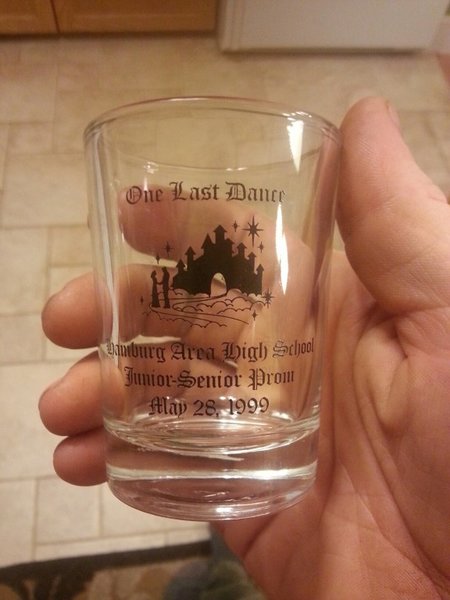 One Last Dance
Hamburg Area High School
Junior-Senior Prom
May 28, 1999